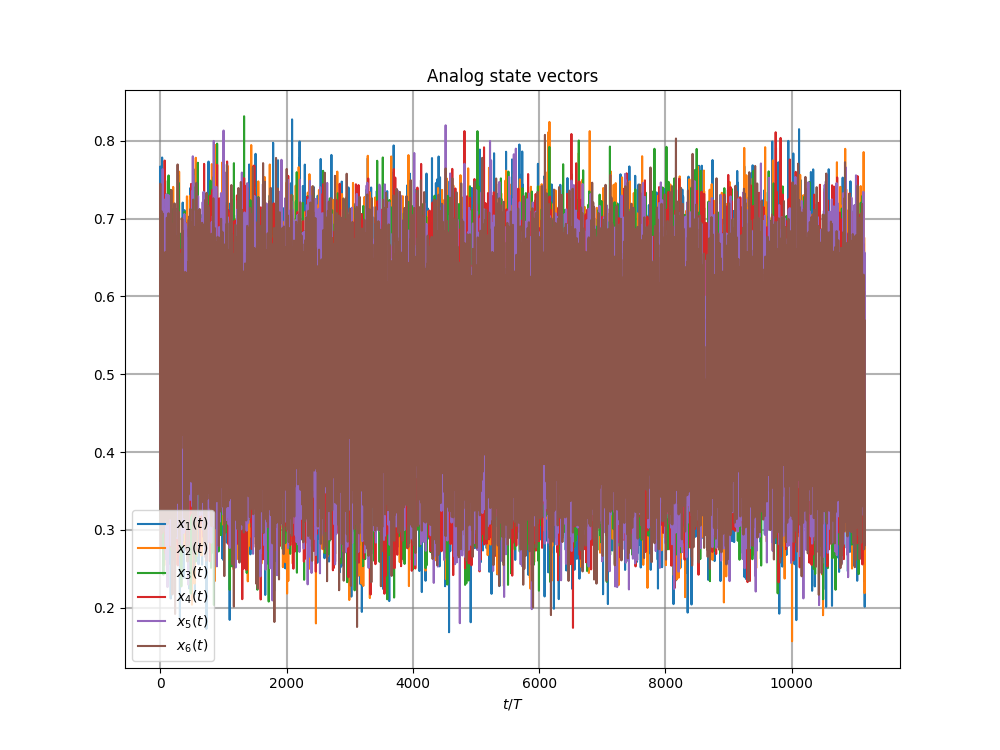 Analog state vectors
0.8
0.7
0.6
0.5
0.4
0.3
0.2
x₁(t)
x₂(t)
x₃(t)
x₄(t)
x₅(t)
x₆(t)
0 2000 4000 6000 8000 10000
t/T